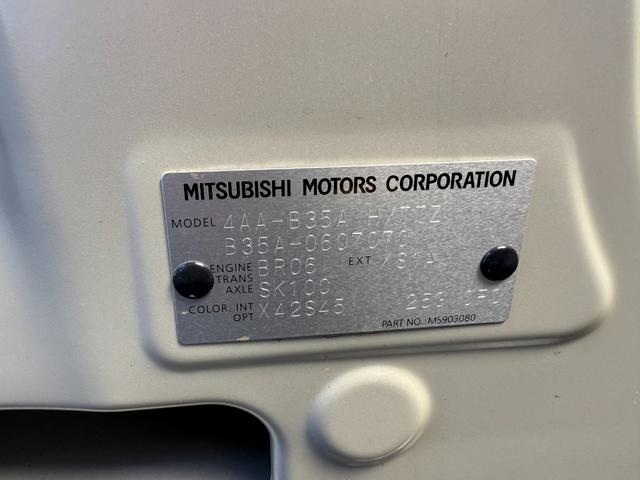 MITSUBISHI MOTORS CORPORATION
MODEL 4AA-B35A
B35A-0607070
ENGINE BR06 EXT
TRANS
AXLE SK100
COLOR. INT X42S45
OPT
PART NO.: MS903080